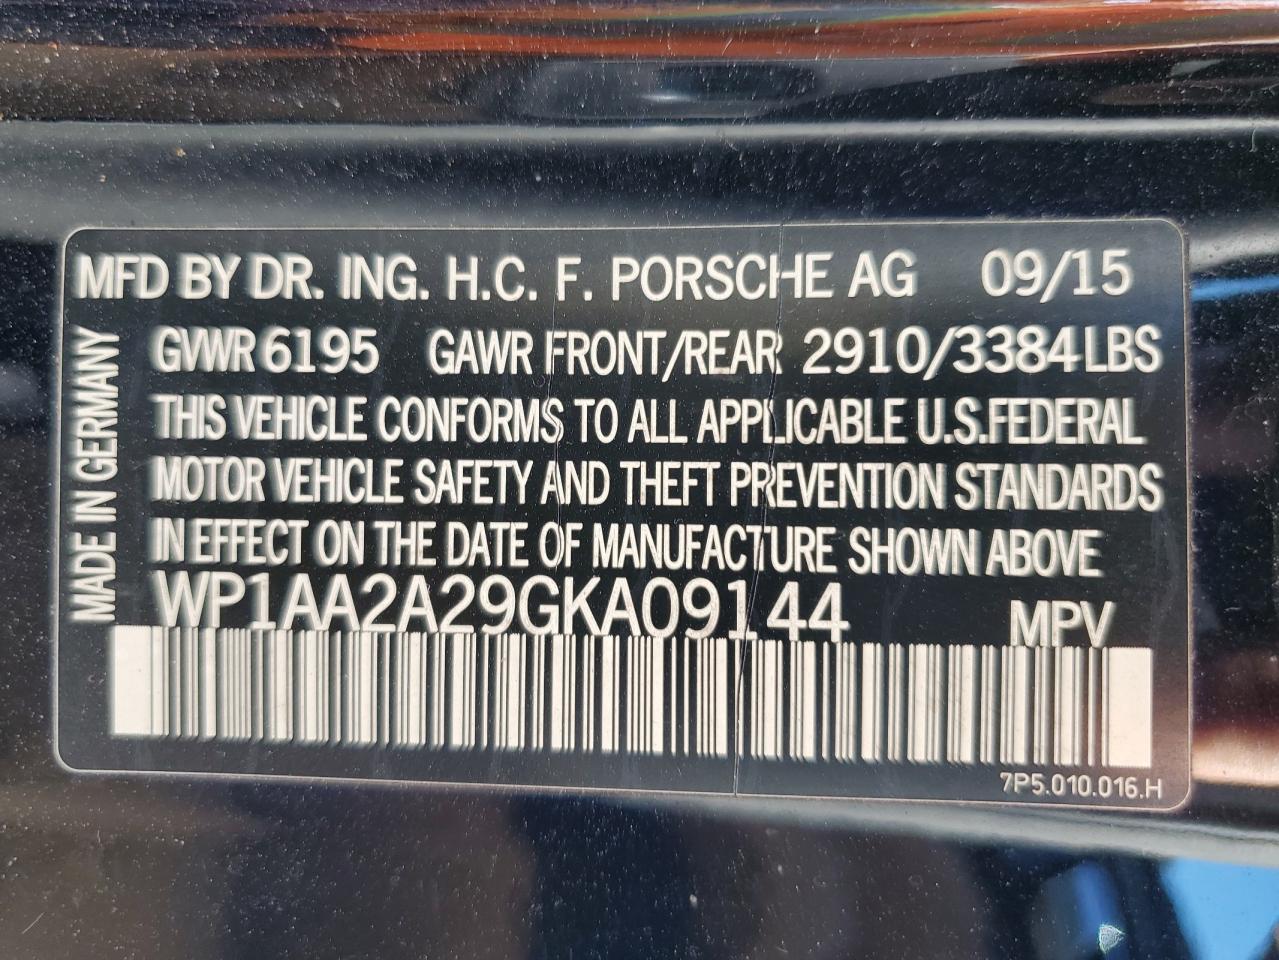 MFD BY DR. ING. H.C. F. PORSCHE AG 09/15
GVWR 6195 GAWR FRONT/REAR 2910/3384LBS
THIS VEHICLE CONFORMS TO ALL APPLICABLE U.S.FEDERAL
MOTOR VEHICLE SAFETY AND THEFT PREVENTION STANDARDS
IN EFFECT ON THE DATE OF MANUFACTURE SHOWN ABOVE
WP1AA2A29GKA09144 MPV
7P5.010.016.H
MADE IN GERMANY